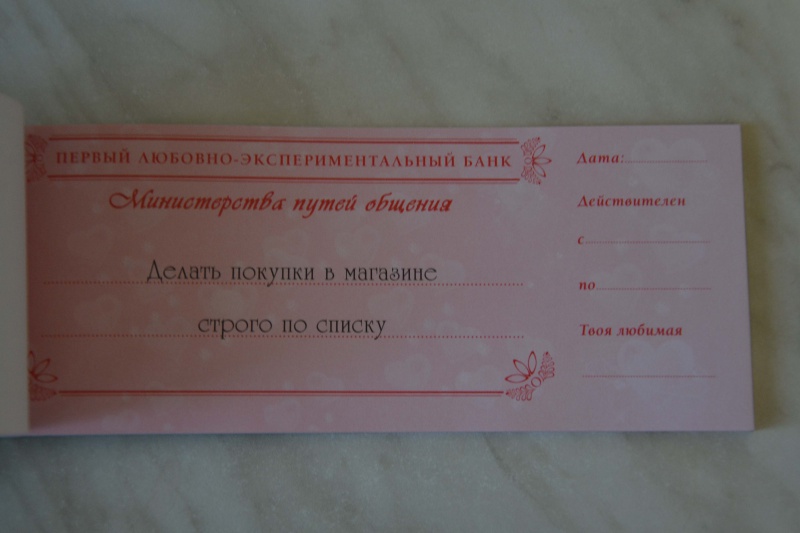 ПЕРВЫЙ ЛЮБОВНО-ЭКСПЕРИМЕНТАЛЬНЫЙ БАНК
Министерства путей общения
Делать покупки в магазине
строго по списку
Дата:
Действителен
с
по
Твоя любимая